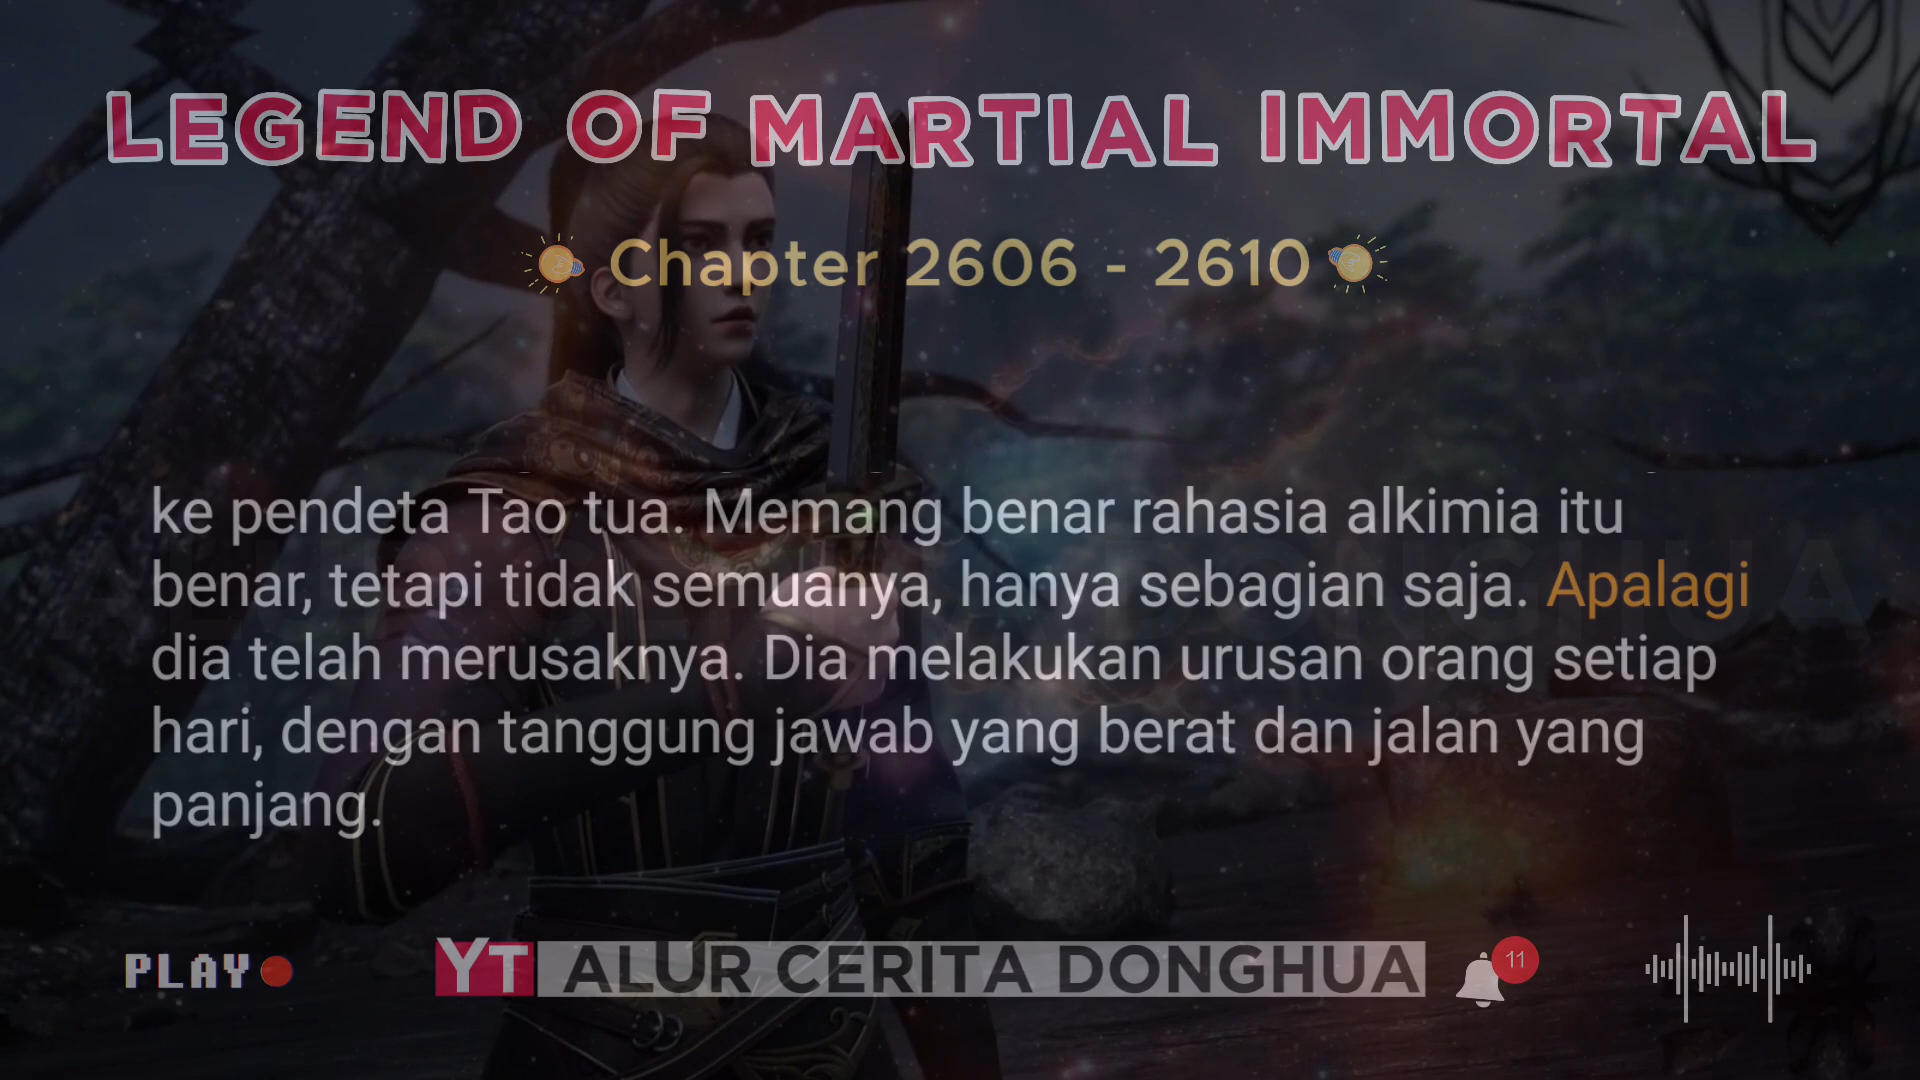 LEGEND OF MARTIAL IMMORTAL
Chapter 2606 - 2610
ke pendeta Tao tua. Memang benar rahasia alkimia itu
benar, tetapi tidak semuanya, hanya sebagian saja. Apalagi
dia telah merusaknya. Dia melakukan urusan orang setiap
hari, dengan tanggung jawab yang berat dan jalan yang
panjang.
PLAY
YT ALUR CERITA DONGHUA
11